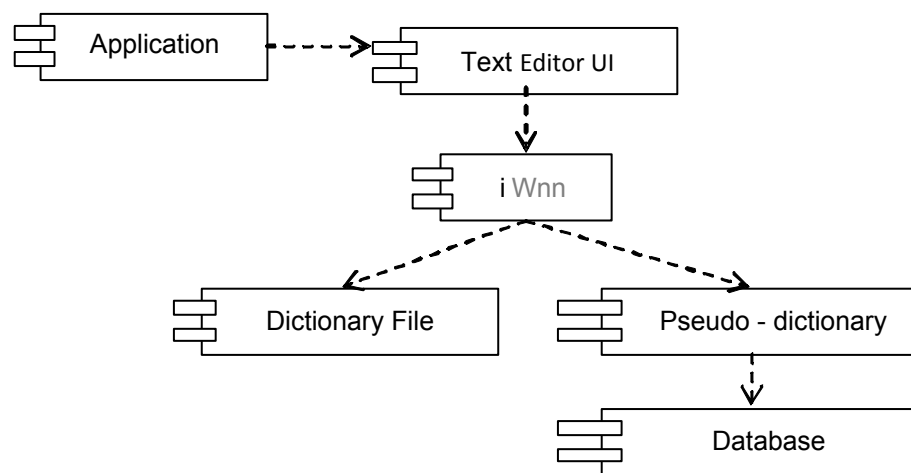 Application
Text Editor UI
i Wnn
Dictionary File
Pseudo - dictionary
Database